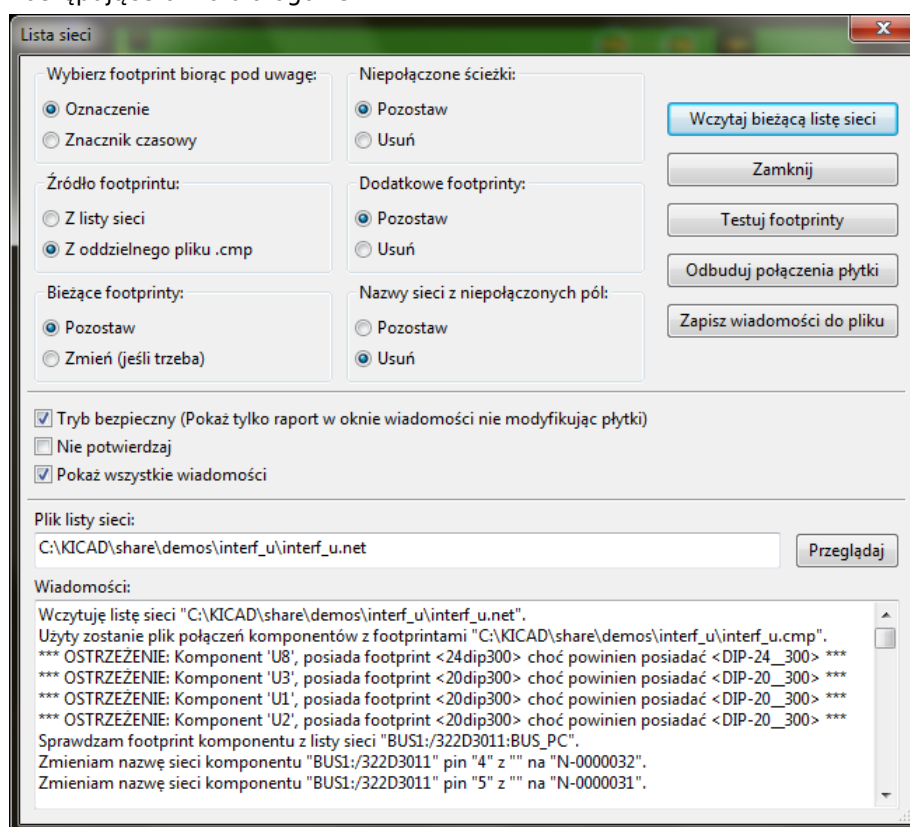 Lista sieci
Wybierz footprint biorąc pod uwagę:
Oznaczenie
Znacznik czasowy
Niepołączone ścieżki:
Pozostaw
Usuń
Źródło footprintu:
Z listy sieci
Z oddzielnego pliku .cmp
Dodatkowe footprinty:
Pozostaw
Usuń
Bieżące footprinty:
Pozostaw
Zmień (jeśli trzeba)
Nazwy sieci z niepołączonych pól:
Pozostaw
Usuń
Wczytaj bieżącą listę sieci
Zamknij
Testuj footprinty
Odbuduj połączenia płytki
Zapisz wiadomości do pliku
Tryb bezpieczny (Pokaż tylko raport w oknie wiadomości nie modyfikując płytki)
Nie potwierdzaj
Pokaż wszystkie wiadomości
Plik listy sieci:
C:\KICAD\share\demos\interf_u\interf_u.net
Przeglądaj
Wiadomości:
Wczytuję listę sieci "C:\KICAD\share\demos\interf_u\interf_u.net".
Użyty zostanie plik połączeń komponentów z footprintami "C:\KICAD\share\demos\interf_u\interf_u.cmp".
*** OSTRZEŻENIE: Komponent 'U8', posiada footprint <24dip300> choć powinien posiadać <DIP-24__300> ***
*** OSTRZEŻENIE: Komponent 'U3', posiada footprint <20dip300> choć powinien posiadać <DIP-20__300> ***
*** OSTRZEŻENIE: Komponent 'U1', posiada footprint <20dip300> choć powinien posiadać <DIP-20__300> ***
*** OSTRZEŻENIE: Komponent 'U2', posiada footprint <20dip300> choć powinien posiadać <DIP-20__300> ***
Sprawdzam footprint komponentu z listy sieci "BUS1:/322D3011:BUS_PC".
Zmieniam nazwę sieci komponentu "BUS1:/322D3011" pin "4" z "" na "N-0000032".
Zmieniam nazwę sieci komponentu "BUS1:/322D3011" pin "5" z "" na "N-0000031".